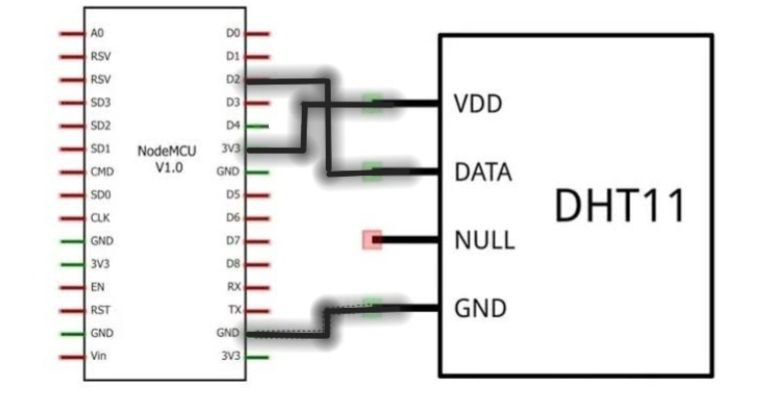 A0
RSV
RSV
SD3
SD2
SD1
CMD
SD0
CLK
GND
3V3
EN
RST
GND
Vin
NodeMCU
V1.0
D0
D1
D2
D3
D4
3V3
GND
D5
D6
D7
D8
RX
TX
GND
3V3
VDD
DATA
NULL
GND
DHT11